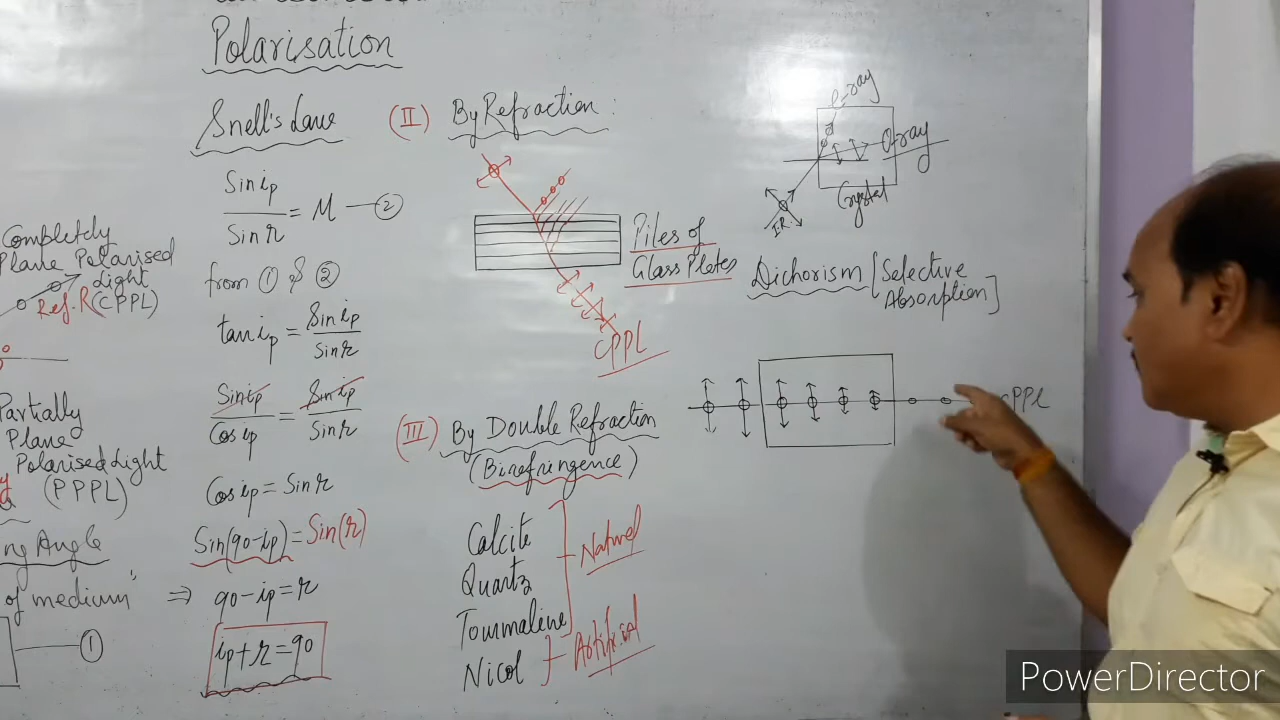 Polarisation
Completely
Plane Polarised
light
Ref.R (CPPL)
Partially
Plane
Polarised Light
(PPPL)
ng Angle
of medium"
①
Snell's Law
Sin ip
Sin r
= M — ②
from ① & ②
tan ip = Sin ip
Sin r
Sin ip = Sin ip
Cos ip Sin r
Cos ip = Sin r
Sin(90-ip) = Sin(r)
⇒ 90-ip = r
ip + r = 90
(II) By Refraction :
Piles of
Glass Plates
CPPL
(III) By Double Refraction
(Birefringence)
Calcite
Quartz
Tourmaline
Natural
Nicol
Artificial
e-ray
O-ray
Crystal
I.R.
Dichorism [Selective
Absorption]
CPPL
PowerDirector